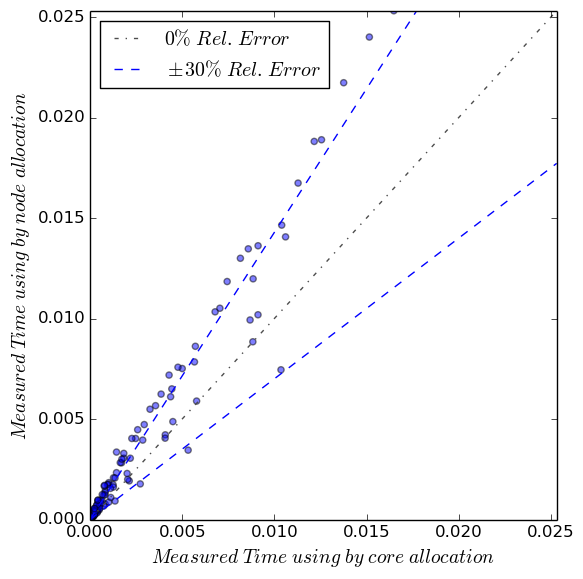 0.025
0% Rel. Error
±30% Rel. Error
0.020
0.015
0.010
0.005
0.000
Measured Time using by node allocation
0.000 0.005 0.010 0.015 0.020 0.025
Measured Time using by core allocation